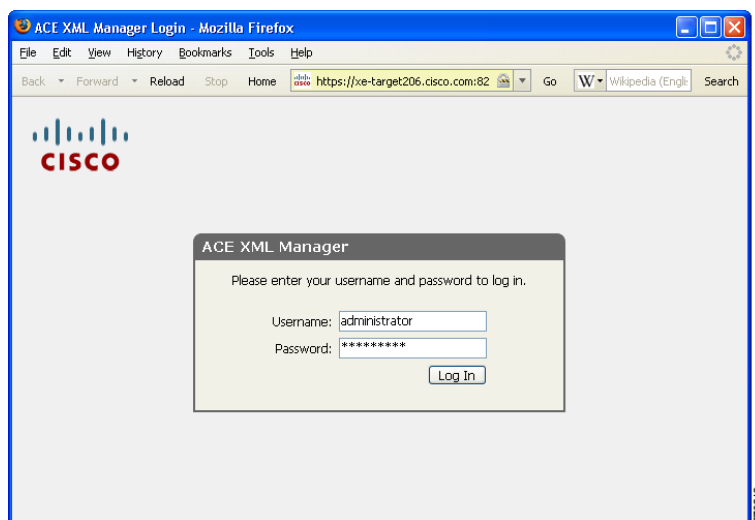 ACE XML Manager Login - Mozilla Firefox
File Edit View History Bookmarks Tools Help
Back Forward Reload Stop Home https://xe-target206.cisco.com:82 Go W Wikipedia (Engli Search
CISCO
ACE XML Manager
Please enter your username and password to log in.
Username: administrator
Password: *********
Log In